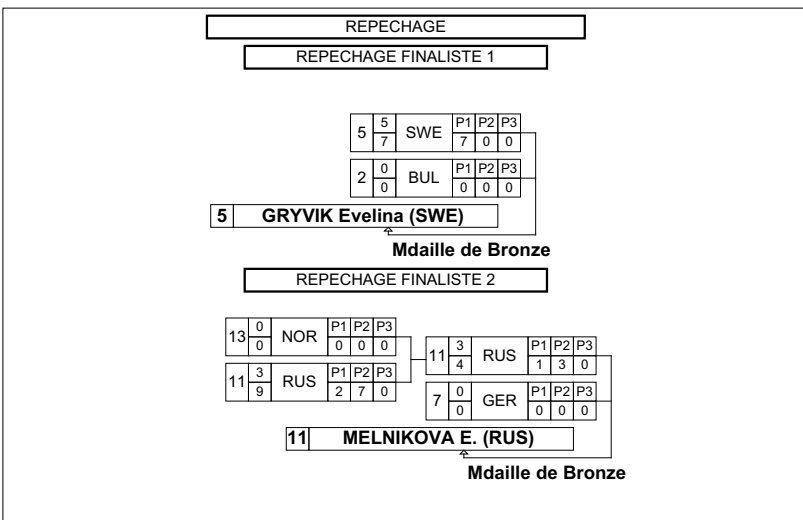 REPECHAGE
REPECHAGE FINALISTE 1
5 5 SWE P1 P2 P3
7 7 0 0
2 0 BUL P1 P2 P3
0 0 0 0
5 GRYVIK Evelina (SWE)
Mdaille de Bronze
REPECHAGE FINALISTE 2
13 0 NOR P1 P2 P3
0 0 0 0
11 3 RUS P1 P2 P3
9 2 7 0
11 3 RUS P1 P2 P3
4 1 3 0
7 0 GER P1 P2 P3
0 0 0 0
11 MELNIKOVA E. (RUS)
Mdaille de Bronze